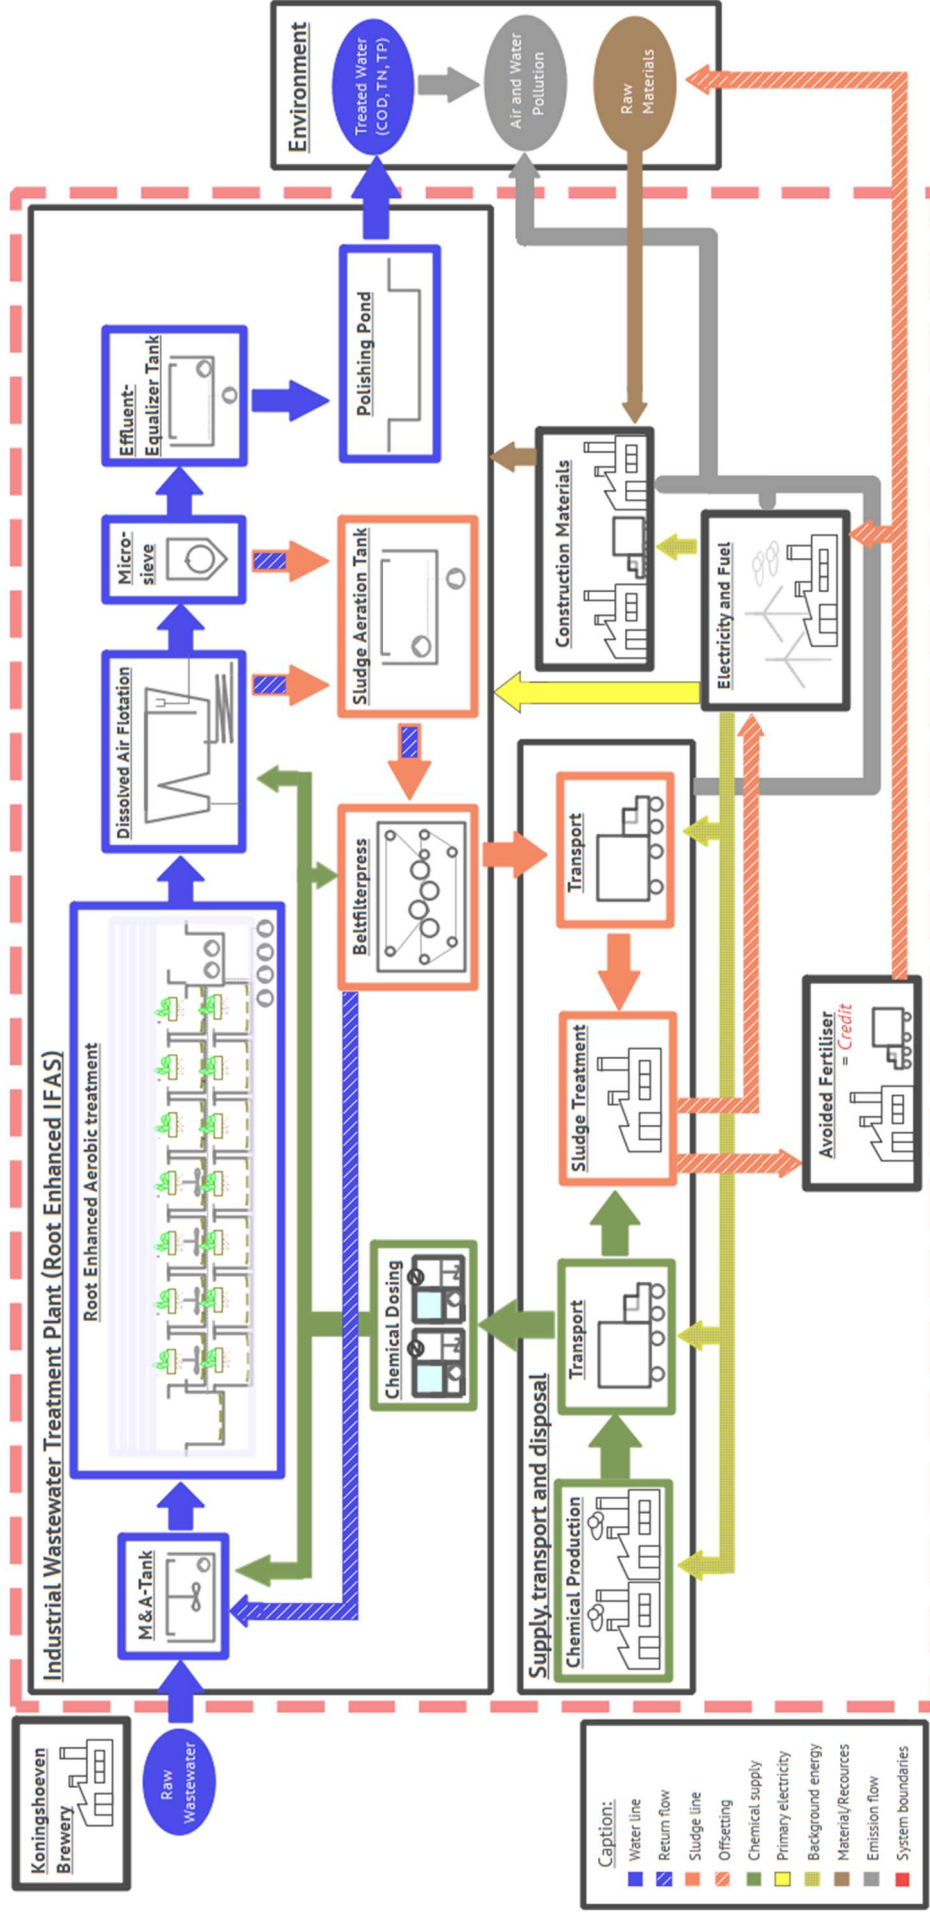 Koningshoeven
Brewery
Raw
Wastewater
Industrial Wastewater Treatment Plant (Root Enhanced IFAS)
M&A-Tank
Root Enhanced Aerobic treatment
Dissolved Air Flotation
Micro-
sieve
Effluent-
Equalizer Tank
Chemical Dosing
Beltfilterpress
Sludge Aeration Tank
Polishing Pond
Environment
Treated Water
(COD, TN, TP)
Air and Water
Pollution
Raw
Materials
Supply, transport and disposal
Chemical Production
Transport
Sludge Treatment
Transport
Construction Materials
Electricity and Fuel
Avoided Fertiliser
= Credit
Caption:
Water line
Return flow
Sludge line
Offsetting
Chemical supply
Primary electricity
Background energy
Material/Recources
Emission flow
System boundaries